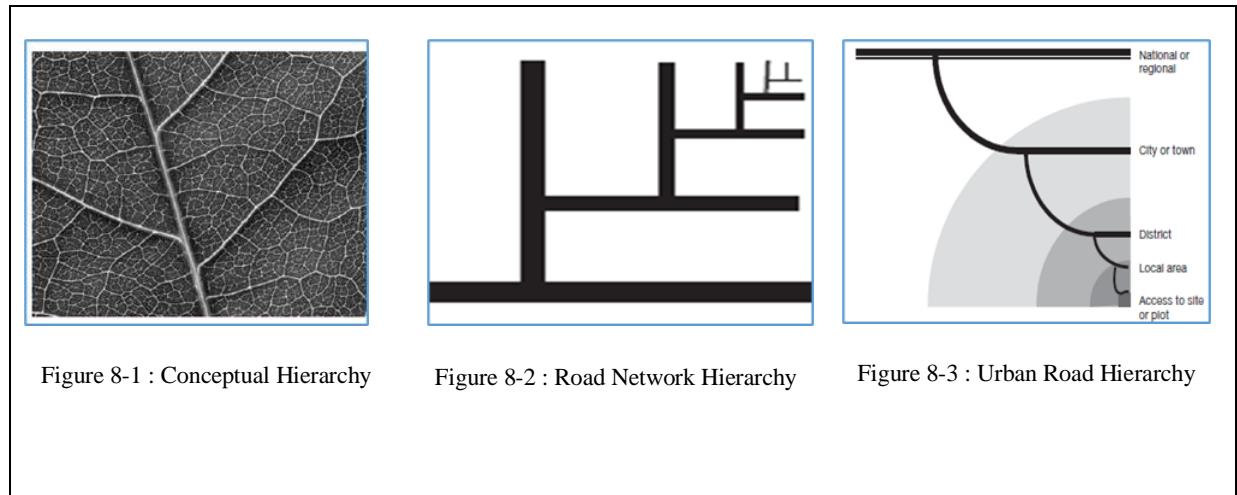 National or
regional
City or town
District
Local area
Access to site
or plot
Figure 8-1 : Conceptual Hierarchy
Figure 8-2 : Road Network Hierarchy
Figure 8-3 : Urban Road Hierarchy